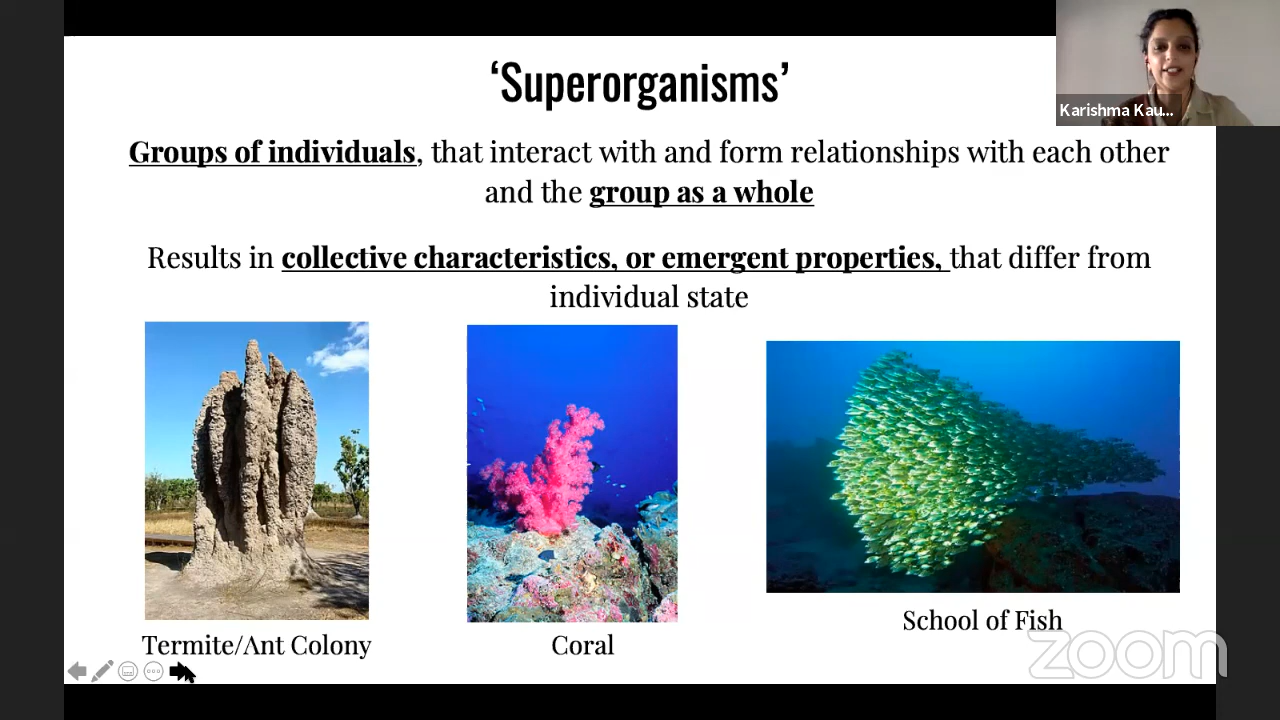 ‘Superorganisms’
Karishma Kau...
Groups of individuals, that interact with and form relationships with each other
and the group as a whole
Results in collective characteristics, or emergent properties, that differ from
individual state
Termite/Ant Colony
Coral
School of Fish
zoom